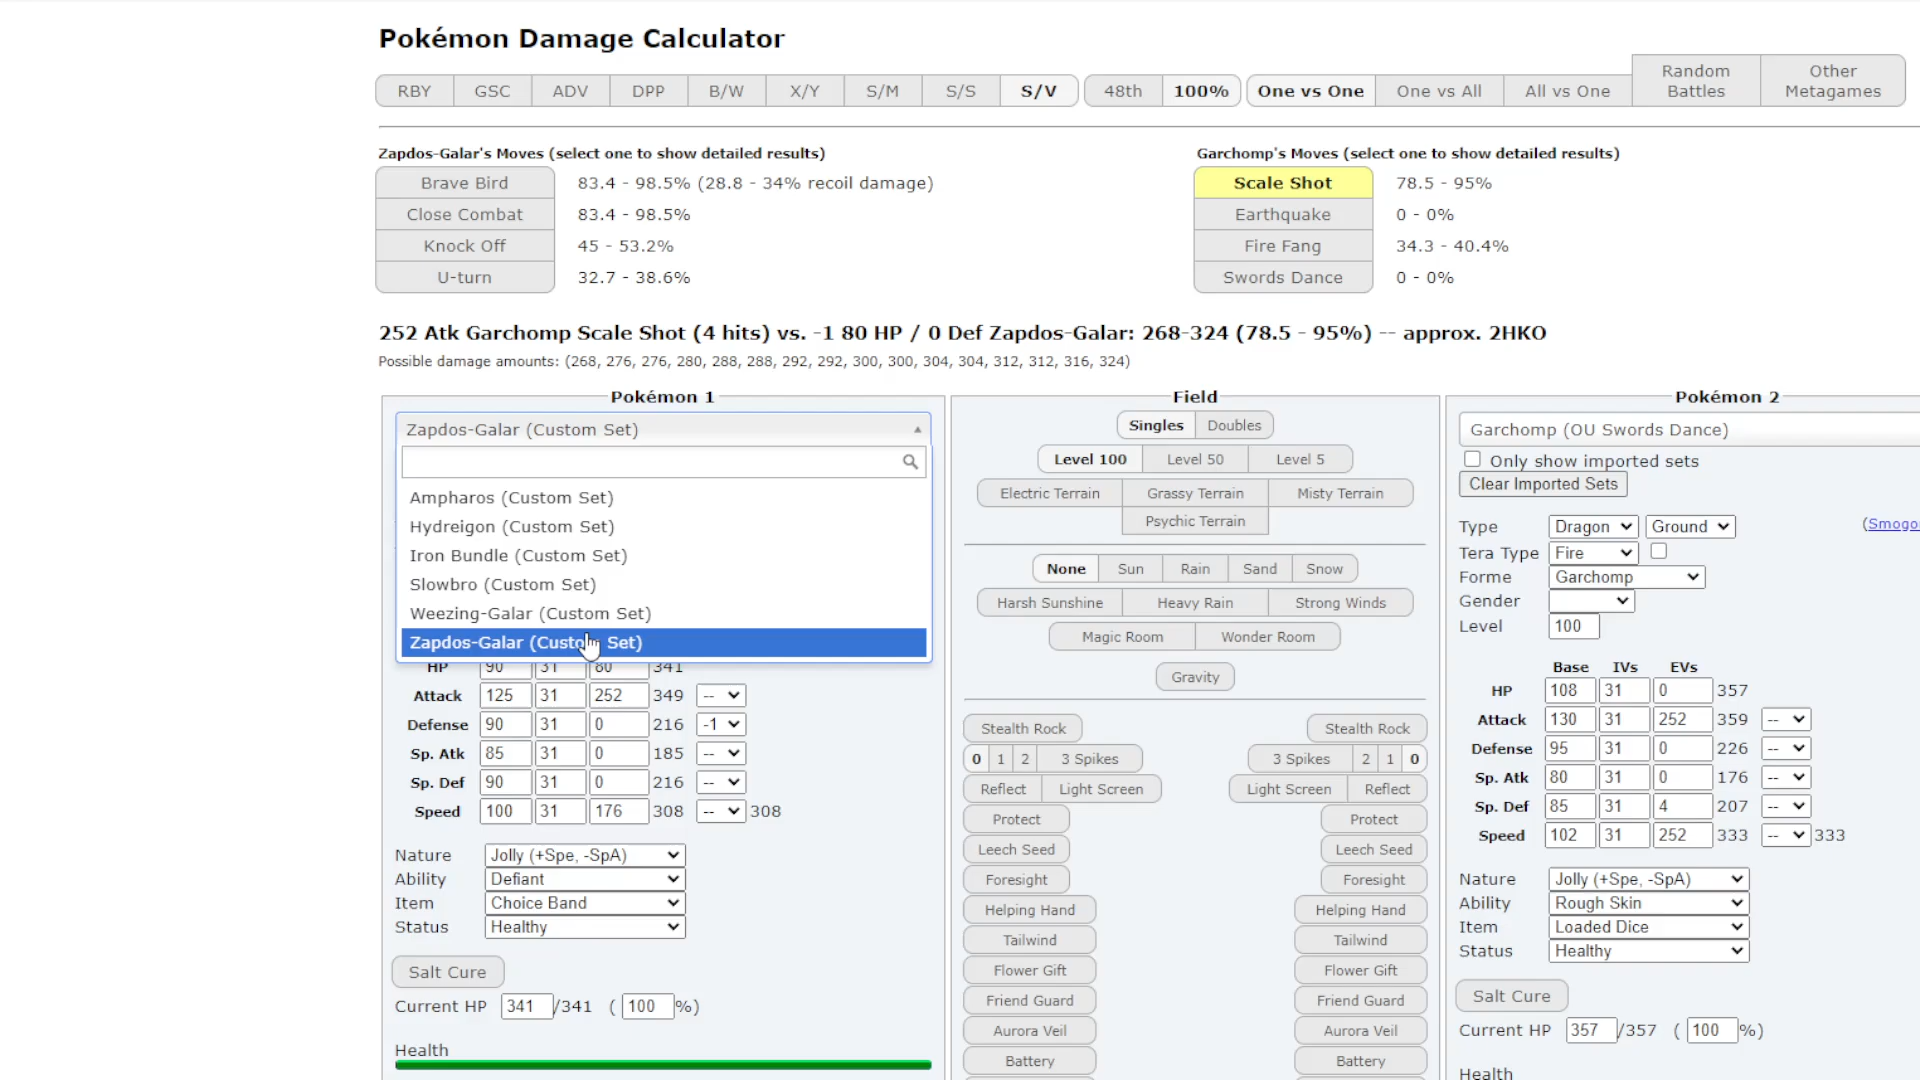 Pokémon Damage Calculator
RBY GSC ADV DPP B/W X/Y S/M S/S S/V 48th 100% One vs One One vs All All vs One Random Battles Other Metagames
Zapdos-Galar's Moves (select one to show detailed results)
Brave Bird 83.4 - 98.5% (28.8 - 34% recoil damage)
Close Combat 83.4 - 98.5%
Knock Off 45 - 53.2%
U-turn 32.7 - 38.6%
Garchomp's Moves (select one to show detailed results)
Scale Shot 78.5 - 95%
Earthquake 0 - 0%
Fire Fang 34.3 - 40.4%
Swords Dance 0 - 0%
252 Atk Garchomp Scale Shot (4 hits) vs. -1 80 HP / 0 Def Zapdos-Galar: 268-324 (78.5 - 95%) -- approx. 2HKO
Possible damage amounts: (268, 276, 276, 280, 288, 288, 292, 292, 300, 300, 304, 304, 312, 312, 316, 324)
Pokémon 1
Zapdos-Galar (Custom Set)
Ampharos (Custom Set)
Hydreigon (Custom Set)
Iron Bundle (Custom Set)
Slowbro (Custom Set)
Weezing-Galar (Custom Set)
Zapdos-Galar (Custom Set)
HP 90 31 80 341
Attack 125 31 252 349 --
Defense 90 31 0 216 -1
Sp. Atk 85 31 0 185 --
Sp. Def 90 31 0 216 --
Speed 100 31 176 308 -- 308
Nature Jolly (+Spe, -SpA)
Ability Defiant
Item Choice Band
Status Healthy
Salt Cure
Current HP 341 /341 ( 100 %)
Health
Field
Singles Doubles
Level 100 Level 50 Level 5
Electric Terrain Grassy Terrain Misty Terrain
Psychic Terrain
None Sun Rain Sand Snow
Harsh Sunshine Heavy Rain Strong Winds
Magic Room Wonder Room
Gravity
Stealth Rock Stealth Rock
0 1 2 3 Spikes 3 Spikes 2 1 0
Reflect Light Screen Light Screen Reflect
Protect Protect
Leech Seed Leech Seed
Foresight Foresight
Helping Hand Helping Hand
Tailwind Tailwind
Flower Gift Flower Gift
Friend Guard Friend Guard
Aurora Veil Aurora Veil
Battery Battery
Pokémon 2
Garchomp (OU Swords Dance)
Only show imported sets
Clear Imported Sets
Type Dragon Ground (Smogo
Tera Type Fire
Forme Garchomp
Gender
Level 100
Base IVs EVs
HP 108 31 0 357
Attack 130 31 252 359 --
Defense 95 31 0 226 --
Sp. Atk 80 31 0 176 --
Sp. Def 85 31 4 207 --
Speed 102 31 252 333 -- 333
Nature Jolly (+Spe, -SpA)
Ability Rough Skin
Item Loaded Dice
Status Healthy
Salt Cure
Current HP 357 /357 ( 100 %)
Health